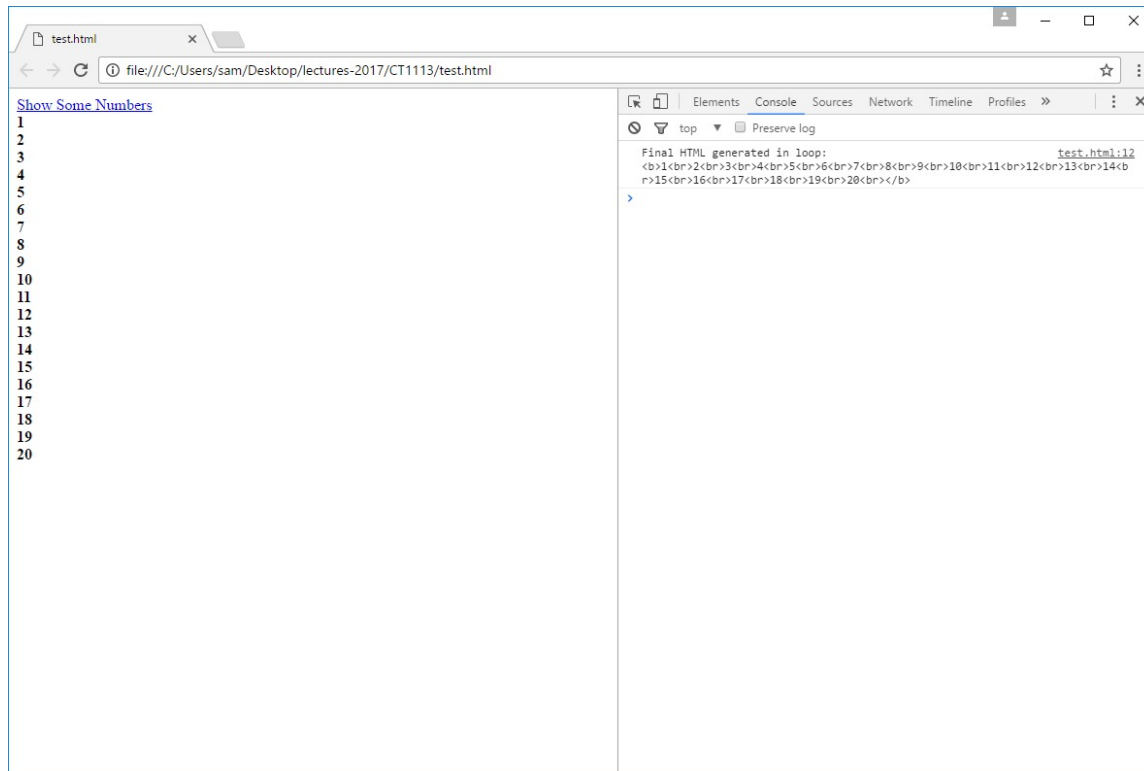 test.html
file:///C:/Users/sam/Desktop/lectures-2017/CT1113/test.html
Show Some Numbers
1
2
3
4
5
6
7
8
9
10
11
12
13
14
15
16
17
18
19
20
Elements Console Sources Network Timeline Profiles »
top Preserve log
Final HTML generated in loop: test.html:12
<b>1<br>2<br>3<br>4<br>5<br>6<br>7<br>8<br>9<br>10<br>11<br>12<br>13<br>14<b
r>15<br>16<br>17<br>18<br>19<br>20<br></b>